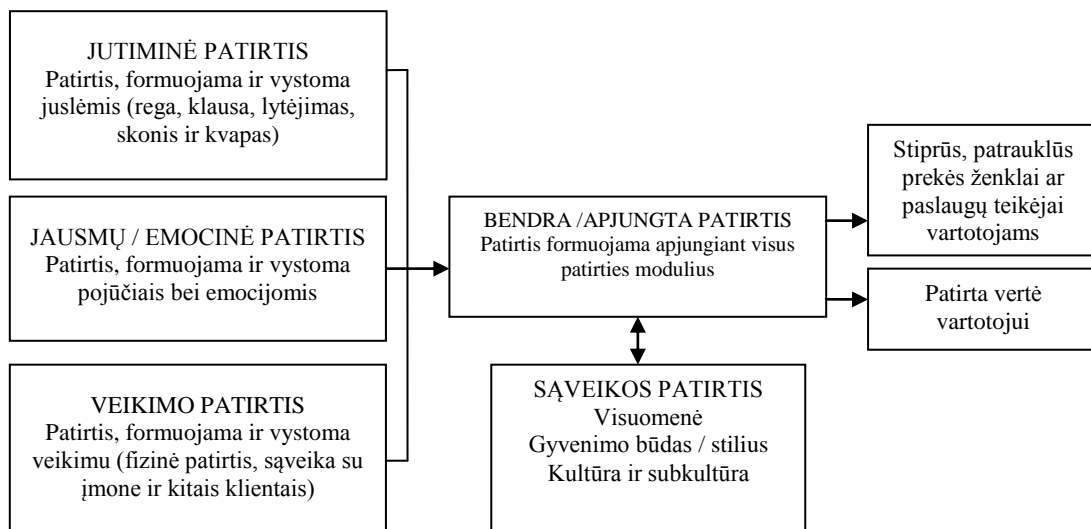 JUTIMINĖ PATIRTIS
Patirtis, formuojama ir vystoma
juslėmis (rega, klausa, lytėjimas,
skonis ir kvapas)
JAUSMŲ / EMOCINĖ PATIRTIS
Patirtis, formuojama ir vystoma
pojūčiais bei emocijomis
VEIKIMO PATIRTIS
Patirtis, formuojama ir vystoma
veikimu (fizinė patirtis, sąveika su
įmone ir kitais klientais)
BENDRA /APJUNGTA PATIRTIS
Patirtis formuojama apjungiant visus
patirties modulius
SĄVEIKOS PATIRTIS
Visuomenė
Gyvenimo būdas / stilius
Kultūra ir subkultūra
Stiprūs, patrauklūs
prekės ženklai ar
paslaugų teikėjai
vartotojams
Patirta vertė
vartotojui